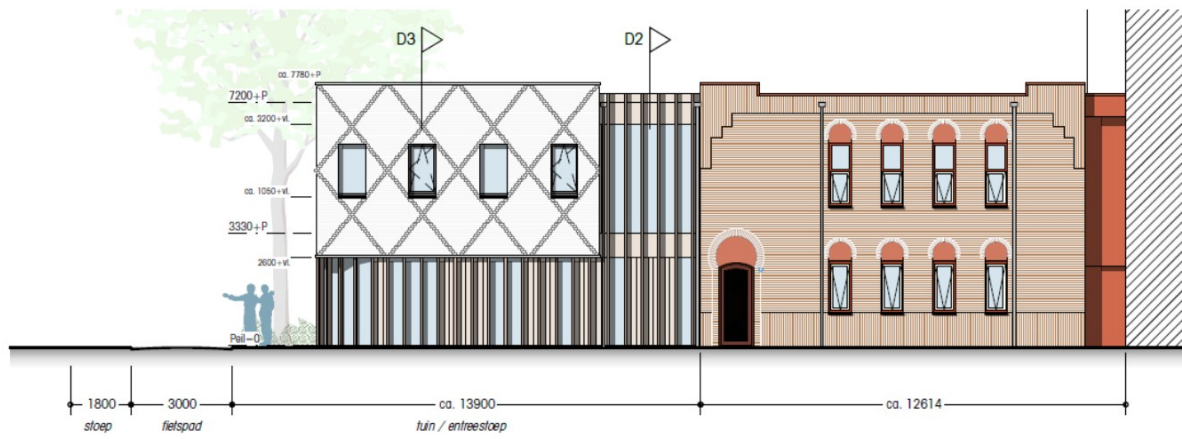 D3
D2
ca. 7780+P
7200+P
ca. 3200+vl.
ca. 1050+vl.
3330+P
2600+vl.
Peil=0
1800
3000
ca. 13900
ca. 12614
stoep
fietspad
tuin / entreestoep